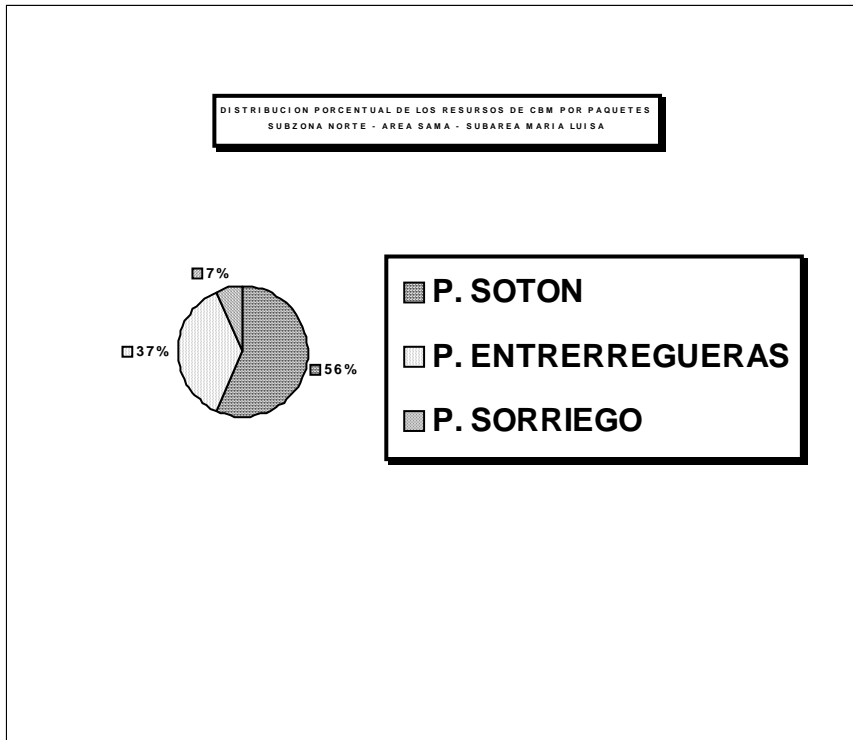 DISTRIBUCION PORCENTUAL DE LOS RESURSOS DE CBM POR PAQUETES
SUBZONA NORTE - AREA SAMA - SUBAREA MARIA LUISA
7%
37%
56%
P. SOTON
P. ENTRERREGUERAS
P. SORRIEGO